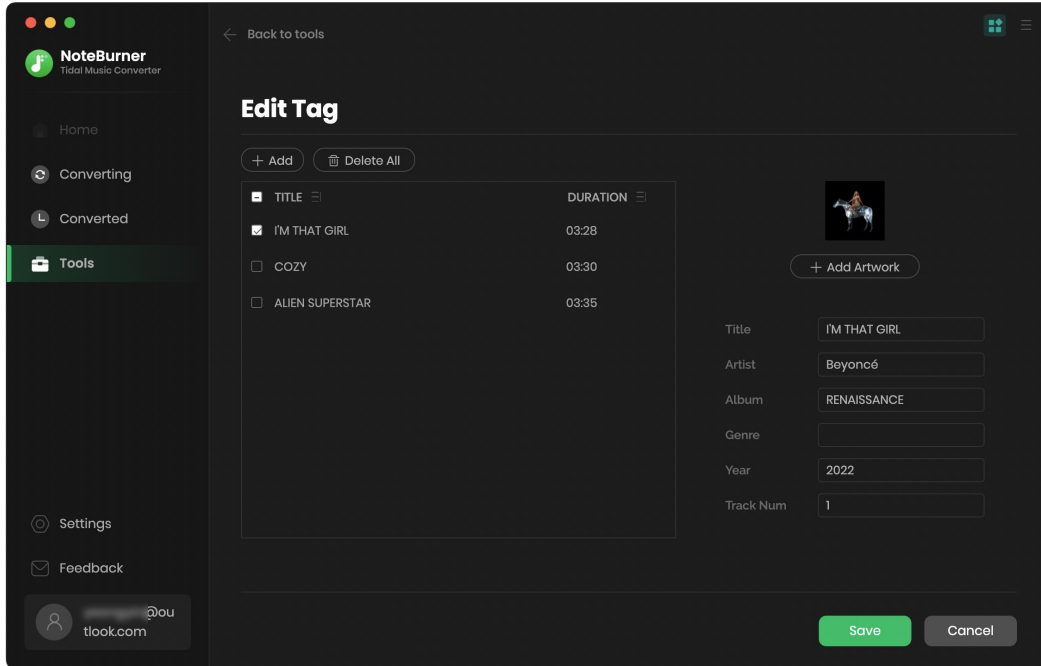 NoteBurner
Tidal Music Converter
Home
Converting
Converted
Tools
Settings
Feedback
@ou
tlook.com
Back to tools
Edit Tag
+ Add
Delete All
TITLE DURATION
I'M THAT GIRL 03:28
COZY 03:30
ALIEN SUPERSTAR 03:35
+ Add Artwork
Title I'M THAT GIRL
Artist Beyoncé
Album RENAISSANCE
Genre
Year 2022
Track Num 1
Save
Cancel